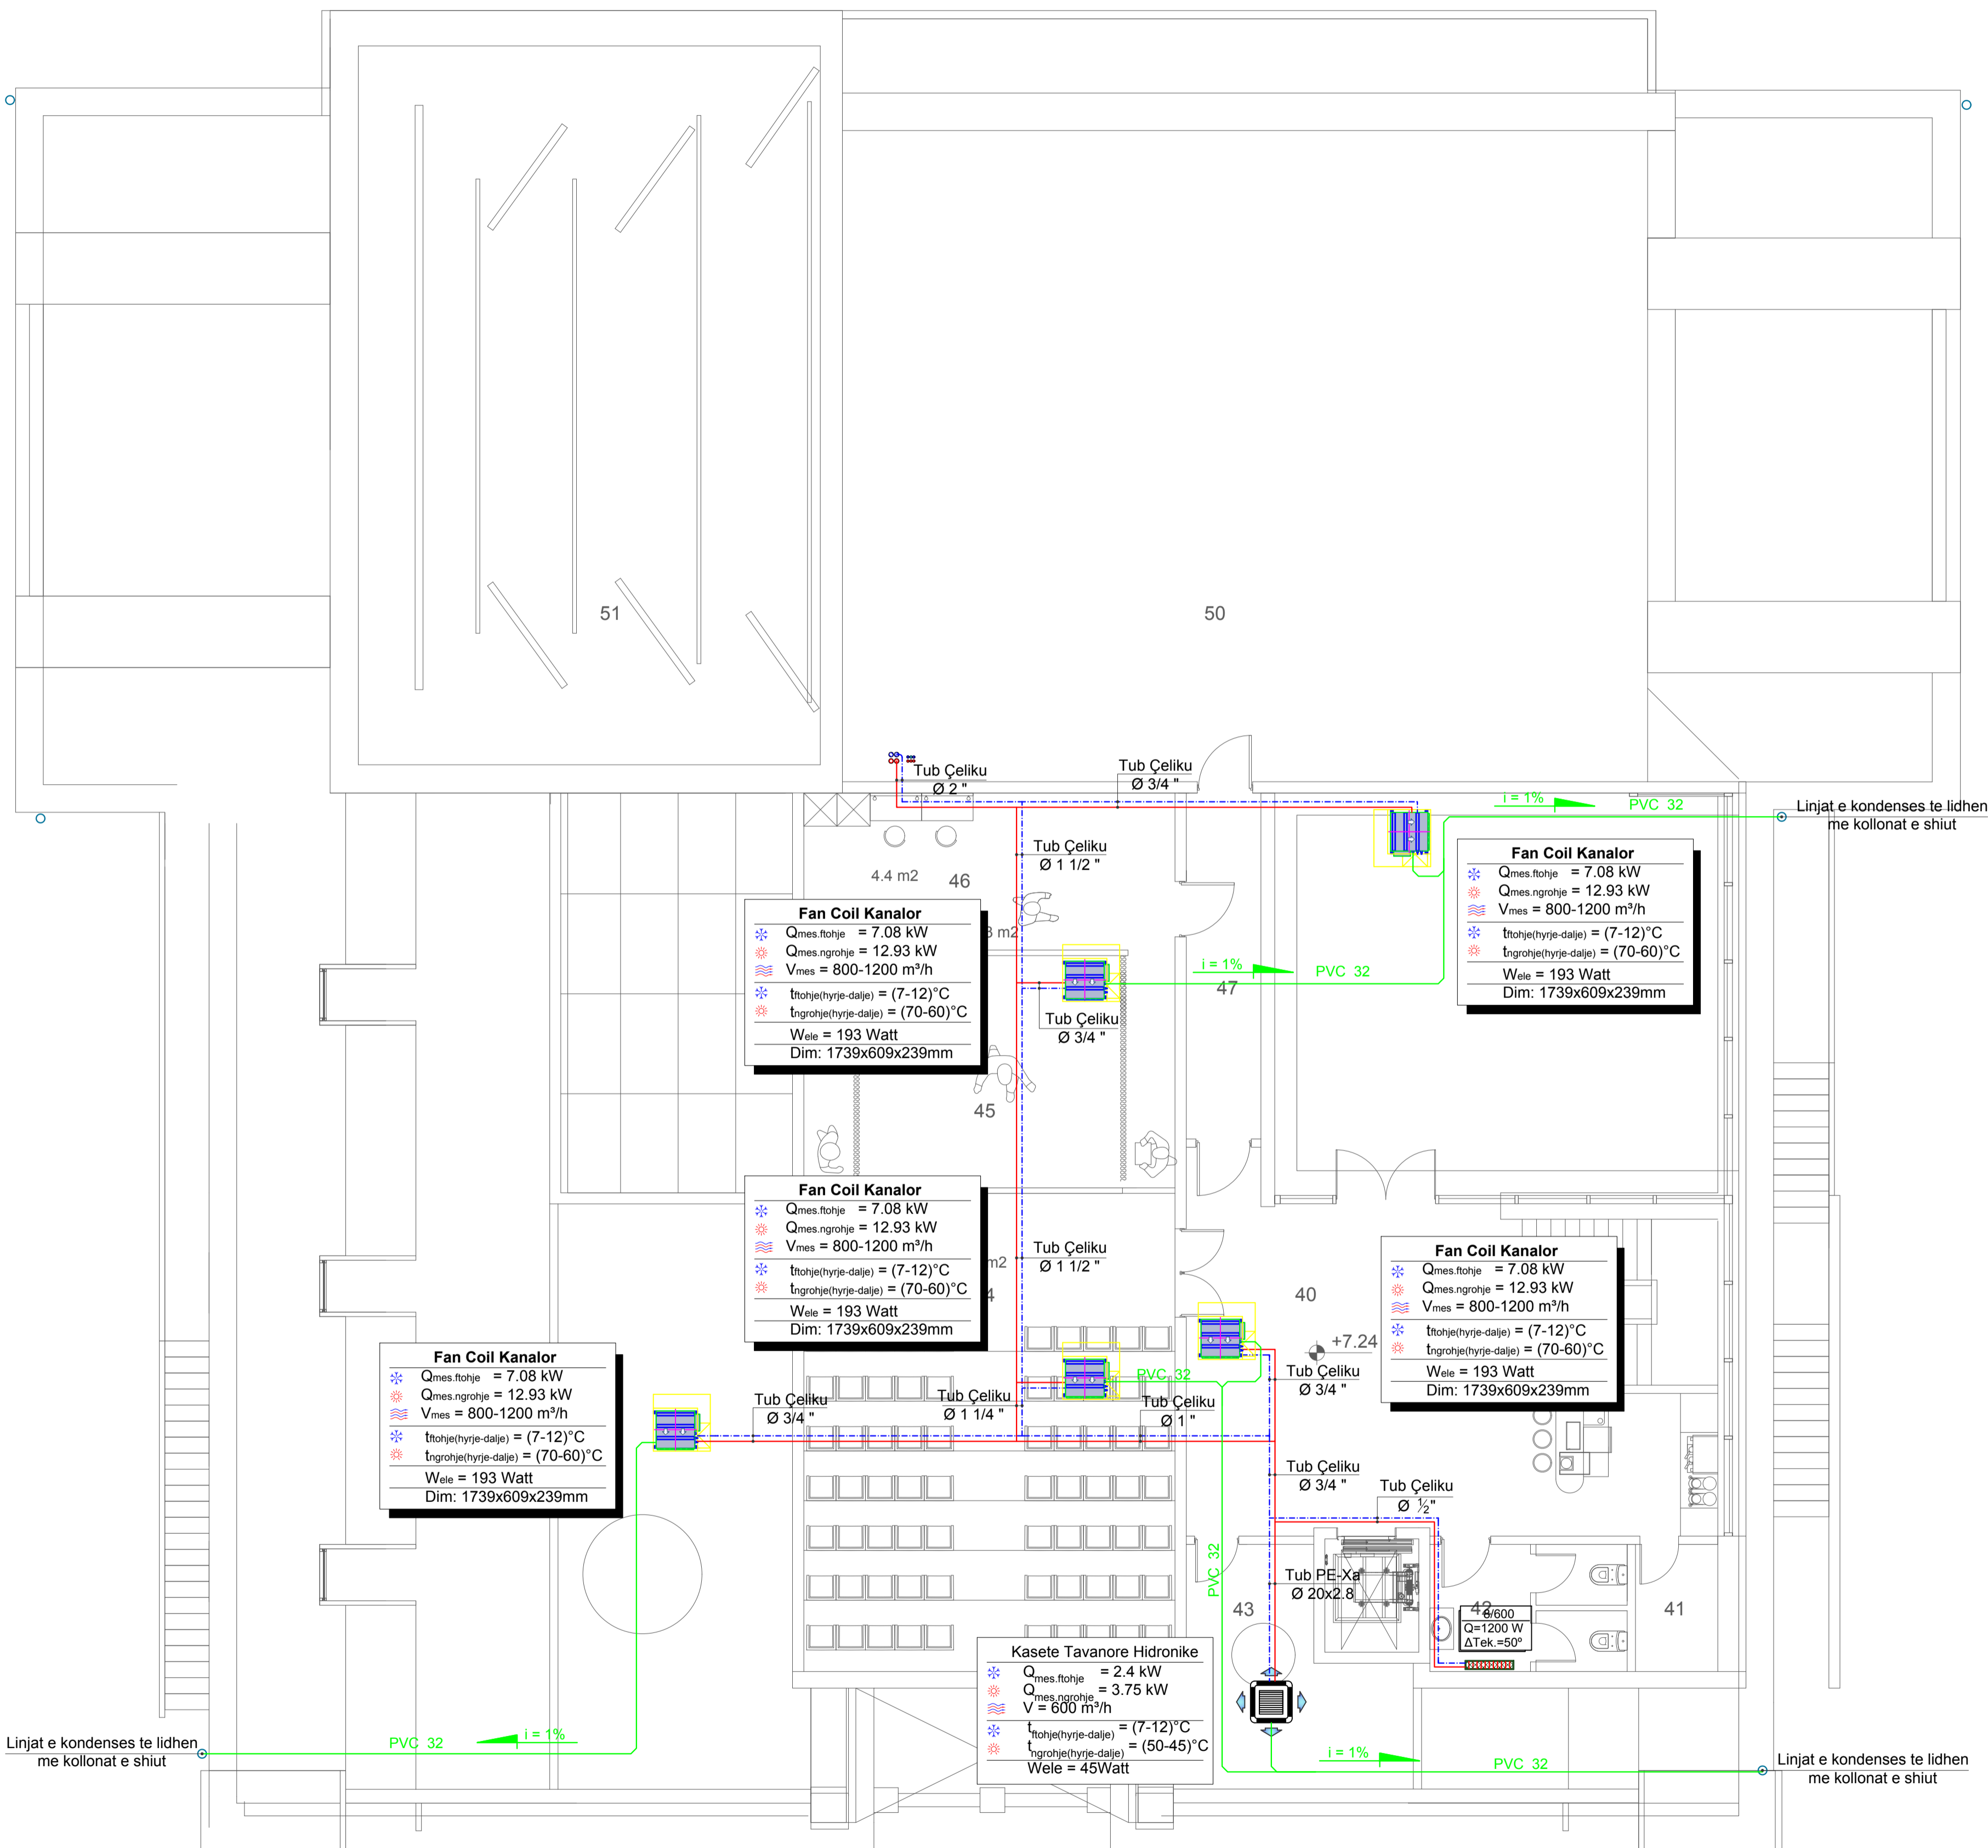 51
50
Tub Çeliku
Ø 2 "
Tub Çeliku
Ø 3/4 "
i = 1%
PVC 32
Linjat e kondenses te lidhen
me kollonat e shiut
Tub Çeliku
Ø 1 1/2 "
4.4 m2
46
Fan Coil Kanalor
Qmes.ftohje = 7.08 kW
Qmes.ngrohje = 12.93 kW
Vmes = 800-1200 m³/h
tftohje(hyrje-dalje) = (7-12)°C
tngrohje(hyrje-dalje) = (70-60)°C
Wele = 193 Watt
Dim: 1739x609x239mm
Fan Coil Kanalor
Qmes.ftohje = 7.08 kW
Qmes.ngrohje = 12.93 kW
Vmes = 800-1200 m³/h
tftohje(hyrje-dalje) = (7-12)°C
tngrohje(hyrje-dalje) = (70-60)°C
Wele = 193 Watt
Dim: 1739x609x239mm
m2
i = 1%
PVC 32
47
Tub Çeliku
Ø 3/4 "
45
Fan Coil Kanalor
Qmes.ftohje = 7.08 kW
Qmes.ngrohje = 12.93 kW
Vmes = 800-1200 m³/h
tftohje(hyrje-dalje) = (7-12)°C
tngrohje(hyrje-dalje) = (70-60)°C
Wele = 193 Watt
Dim: 1739x609x239mm
m2
4
Tub Çeliku
Ø 1 1/2 "
40
+7.24
Fan Coil Kanalor
Qmes.ftohje = 7.08 kW
Qmes.ngrohje = 12.93 kW
Vmes = 800-1200 m³/h
tftohje(hyrje-dalje) = (7-12)°C
tngrohje(hyrje-dalje) = (70-60)°C
Wele = 193 Watt
Dim: 1739x609x239mm
Fan Coil Kanalor
Qmes.ftohje = 7.08 kW
Qmes.ngrohje = 12.93 kW
Vmes = 800-1200 m³/h
tftohje(hyrje-dalje) = (7-12)°C
tngrohje(hyrje-dalje) = (70-60)°C
Wele = 193 Watt
Dim: 1739x609x239mm
Tub Çeliku
Ø 3/4 "
Tub Çeliku
Ø 1 1/4 "
PVC 32
Tub Çeliku
Ø 1 "
Tub Çeliku
Ø 3/4 "
Tub Çeliku
Ø 3/4 "
Tub Çeliku
Ø ½"
PVC 32
Tub PE-Xa
Ø 20x2.8
43
42
6/600
Q=1200 W
ΔTek.=50º
41
Kasete Tavanore Hidronike
Qmes.ftohje = 2.4 kW
Qmes.ngrohje = 3.75 kW
V = 600 m³/h
tftohje(hyrje-dalje) = (7-12)°C
tngrohje(hyrje-dalje) = (50-45)°C
Wele = 45Watt
Linjat e kondenses te lidhen
me kollonat e shiut
PVC 32
i = 1%
i = 1%
PVC 32
Linjat e kondenses te lidhen
me kollonat e shiut